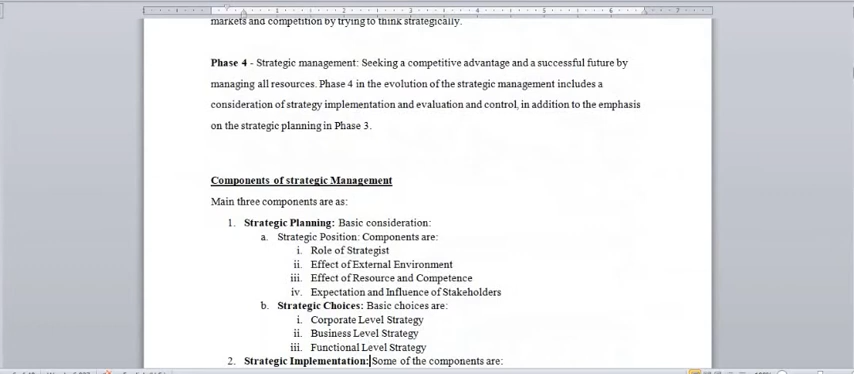 markets and competition by trying to think strategically.
Phase 4 - Strategic management: Seeking a competitive advantage and a successful future by
managing all resources. Phase 4 in the evolution of the strategic management includes a
consideration of strategy implementation and evaluation and control, in addition to the emphasis
on the strategic planning in Phase 3.
Components of strategic Management
Main three components are as:
1. Strategic Planning: Basic consideration:
a. Strategic Position: Components are:
i. Role of Strategist
ii. Effect of External Environment
iii. Effect of Resource and Competence
iv. Expectation and Influence of Stakeholders
b. Strategic Choices: Basic choices are:
i. Corporate Level Strategy
ii. Business Level Strategy
iii. Functional Level Strategy
2. Strategic Implementation: Some of the components are: